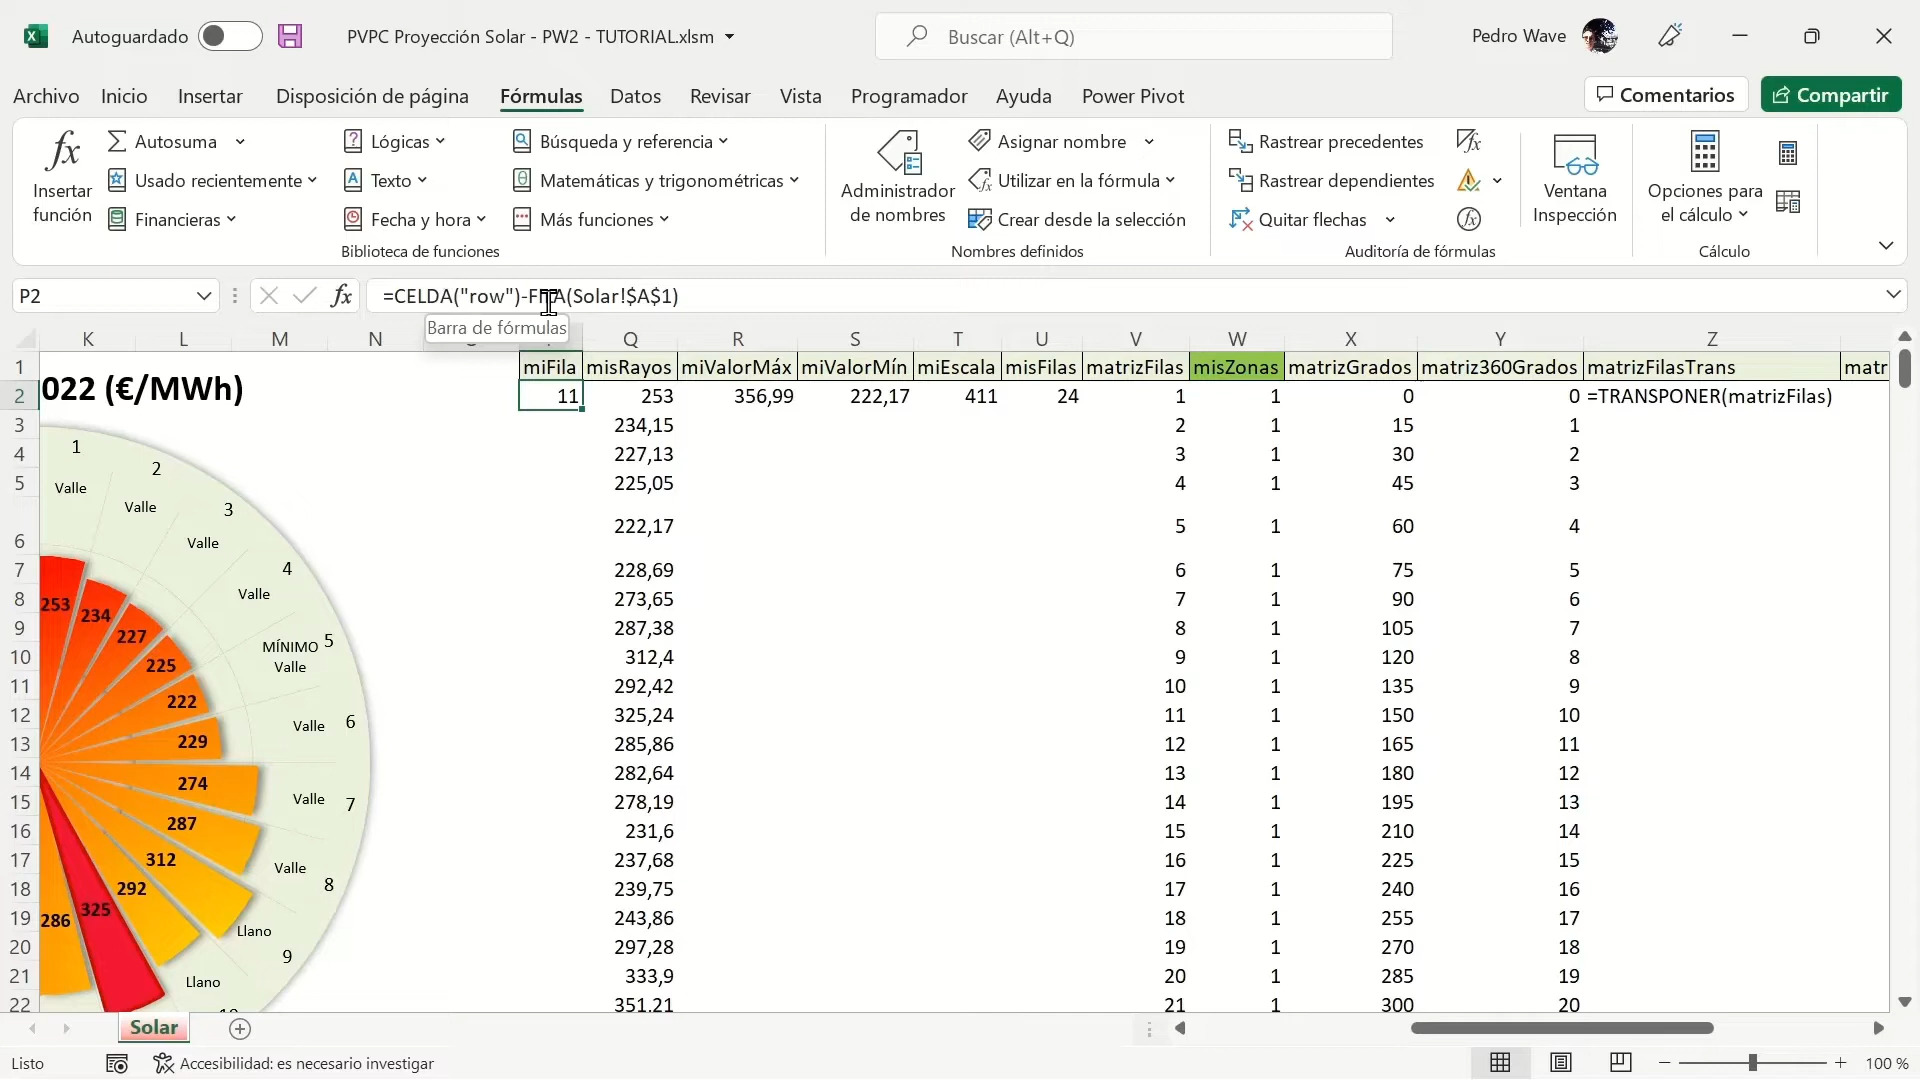 Autoguardado
PVPC Proyección Solar - PW2 - TUTORIAL.xlsm
Buscar (Alt+Q)
Pedro Wave
Archivo Inicio Insertar Disposición de página Fórmulas Datos Revisar Vista Programador Ayuda Power Pivot
Comentarios
Compartir
Insertar función
Autosuma
Usado recientemente
Financieras
Lógicas
Texto
Fecha y hora
Búsqueda y referencia
Matemáticas y trigonométricas
Más funciones
Biblioteca de funciones
Administrador de nombres
Asignar nombre
Utilizar en la fórmula
Crear desde la selección
Nombres definidos
Rastrear precedentes
Rastrear dependientes
Quitar flechas
Auditoría de fórmulas
Ventana Inspección
Opciones para el cálculo
Cálculo
P2
fx
=CELDA("row")-FILA(Solar!$A$1)
Barra de fórmulas
K L M N Q R S T U V W X Y Z
1 miFila misRayos miValorMáx miValorMín miEscala misFilas matrizFilas misZonas matrizGrados matriz360Grados matrizFilasTrans matr
022 (€/MWh)
2 11 253 356,99 222,17 411 24 1 1 0 0 =TRANSPONER(matrizFilas)
3 234,15 2 1 15 1
4 227,13 3 1 30 2
5 225,05 4 1 45 3
6 222,17 5 1 60 4
7 228,69 6 1 75 5
8 273,65 7 1 90 6
9 287,38 8 1 105 7
10 312,4 9 1 120 8
11 292,42 10 1 135 9
12 325,24 11 1 150 10
13 285,86 12 1 165 11
14 282,64 13 1 180 12
15 278,19 14 1 195 13
16 231,6 15 1 210 14
17 237,68 16 1 225 15
18 239,75 17 1 240 16
19 243,86 18 1 255 17
20 297,28 19 1 270 18
21 333,9 20 1 285 19
22 351,21 21 1 300 20
1
Valle
2
Valle
3
Valle
4
Valle
MÍNIMO
Valle
5
Valle
6
Valle
7
Valle
8
Llano
9
Llano
253
234
227
225
222
229
274
287
312
292
325
286
Solar
Listo
Accesibilidad: es necesario investigar
100 %